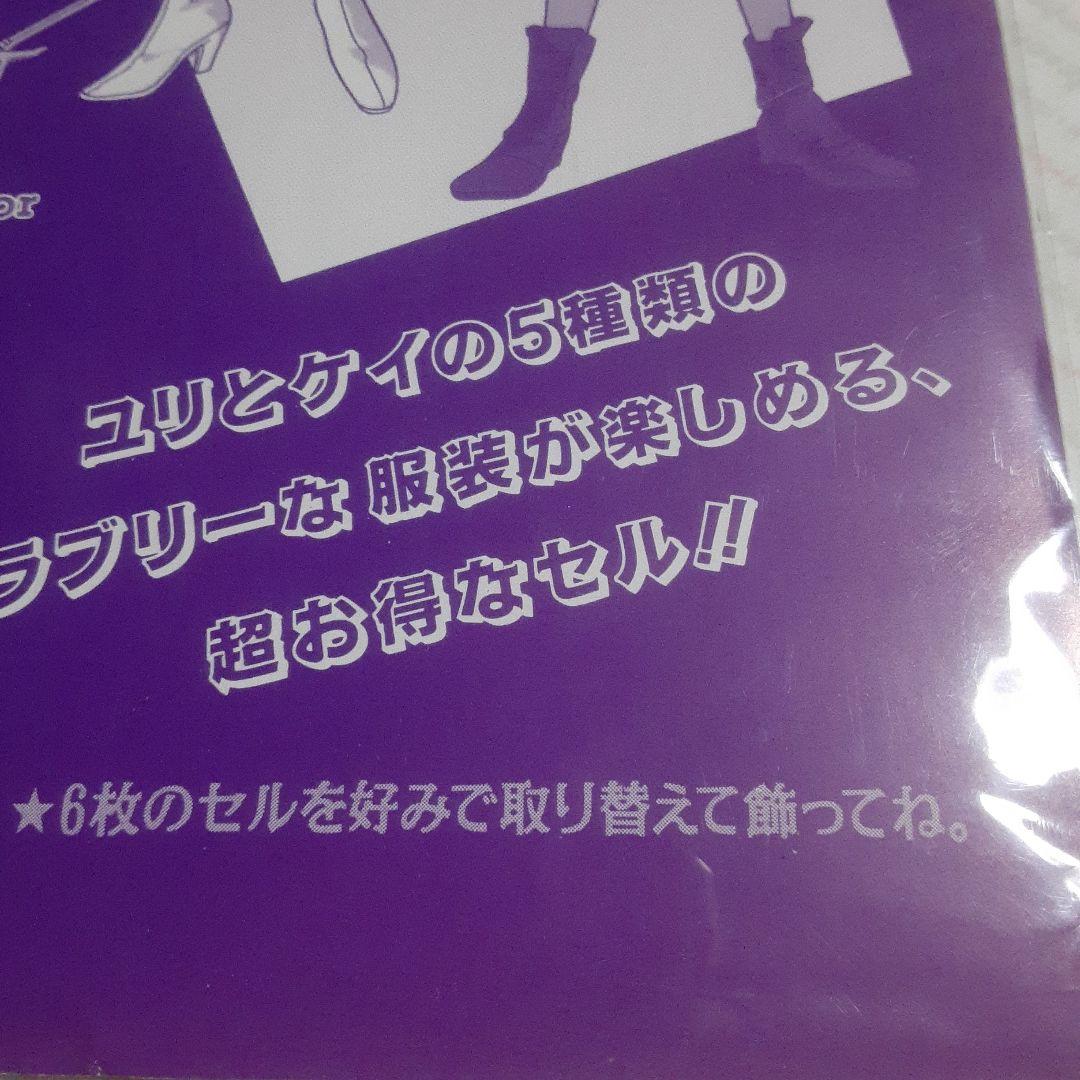 or
ユリとケイの5種類の
ラブリーな服装が楽しめる、
超お得なセル!!
★6枚のセルを好みで取り替えて飾ってね。